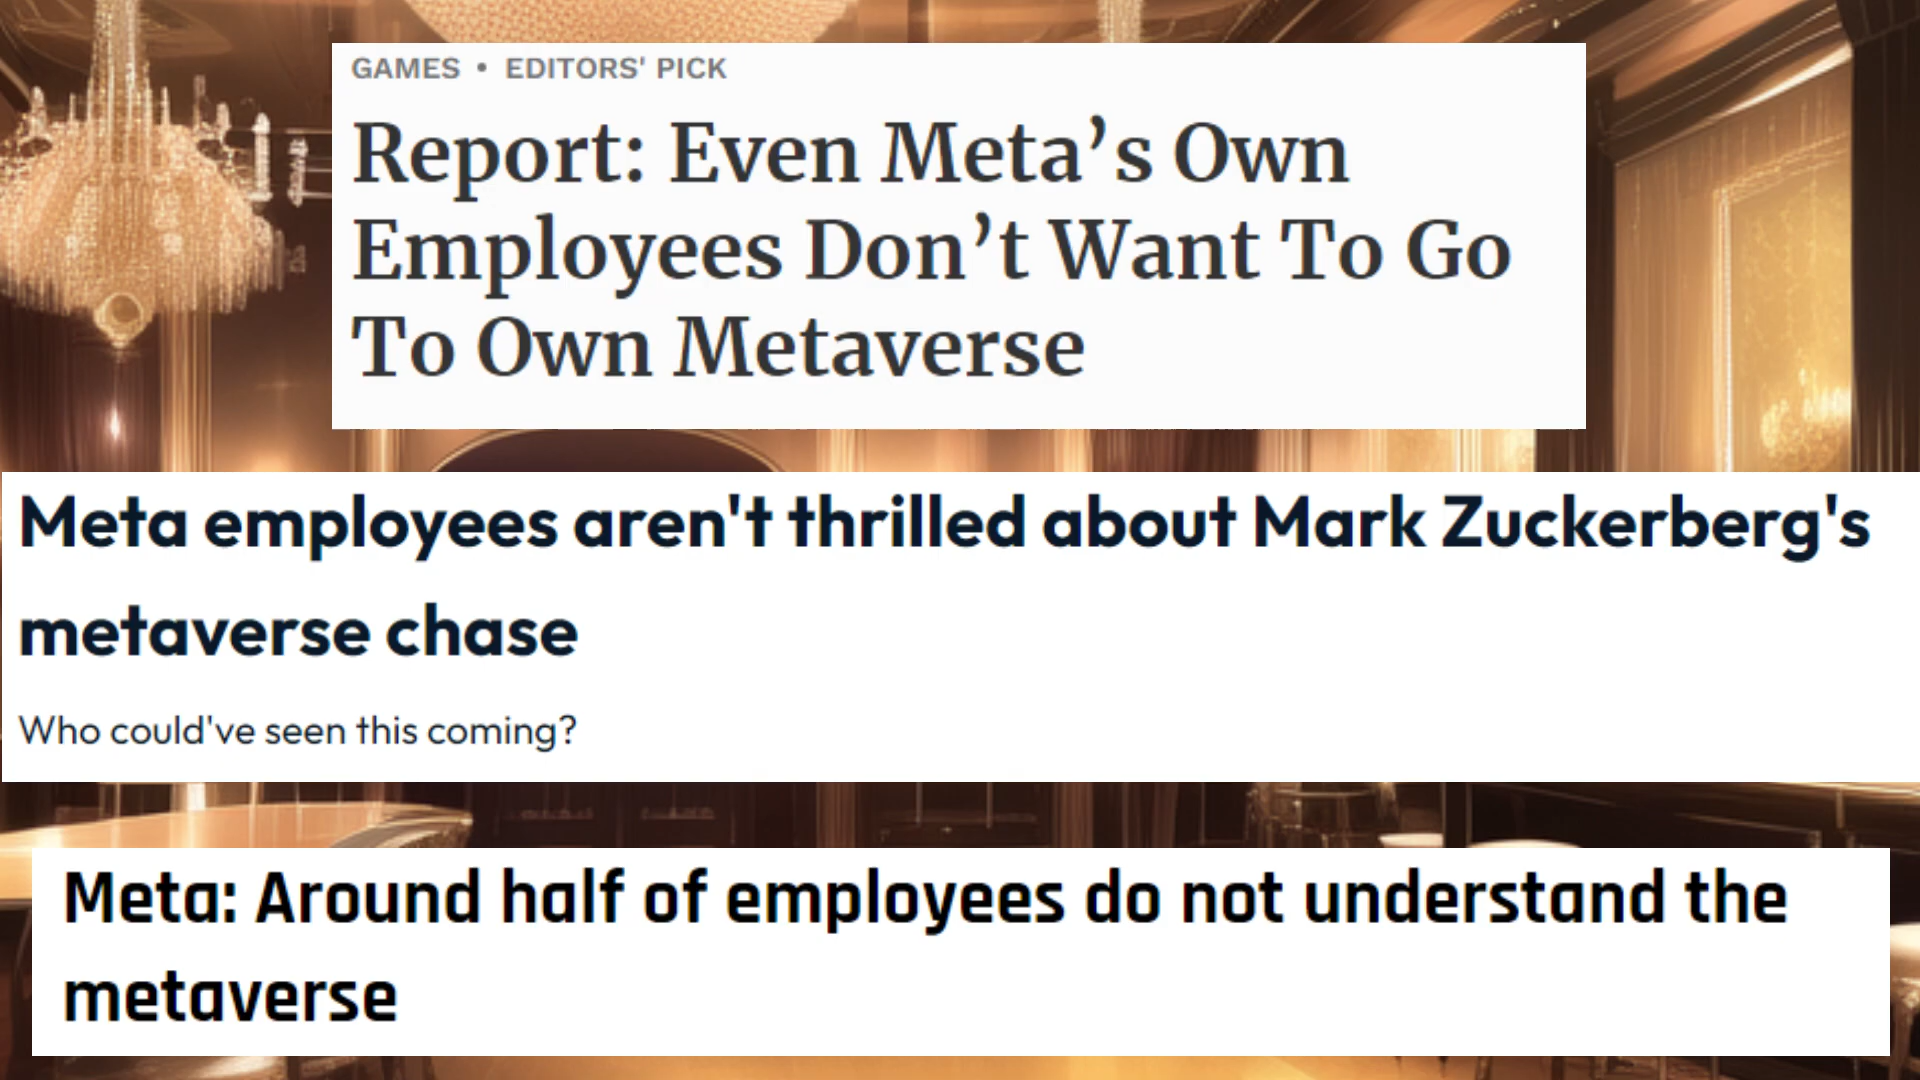 GAMES • EDITORS' PICK
Report: Even Meta’s Own
Employees Don’t Want To Go
To Own Metaverse
Meta employees aren't thrilled about Mark Zuckerberg's
metaverse chase
Who could've seen this coming?
Meta: Around half of employees do not understand the
metaverse